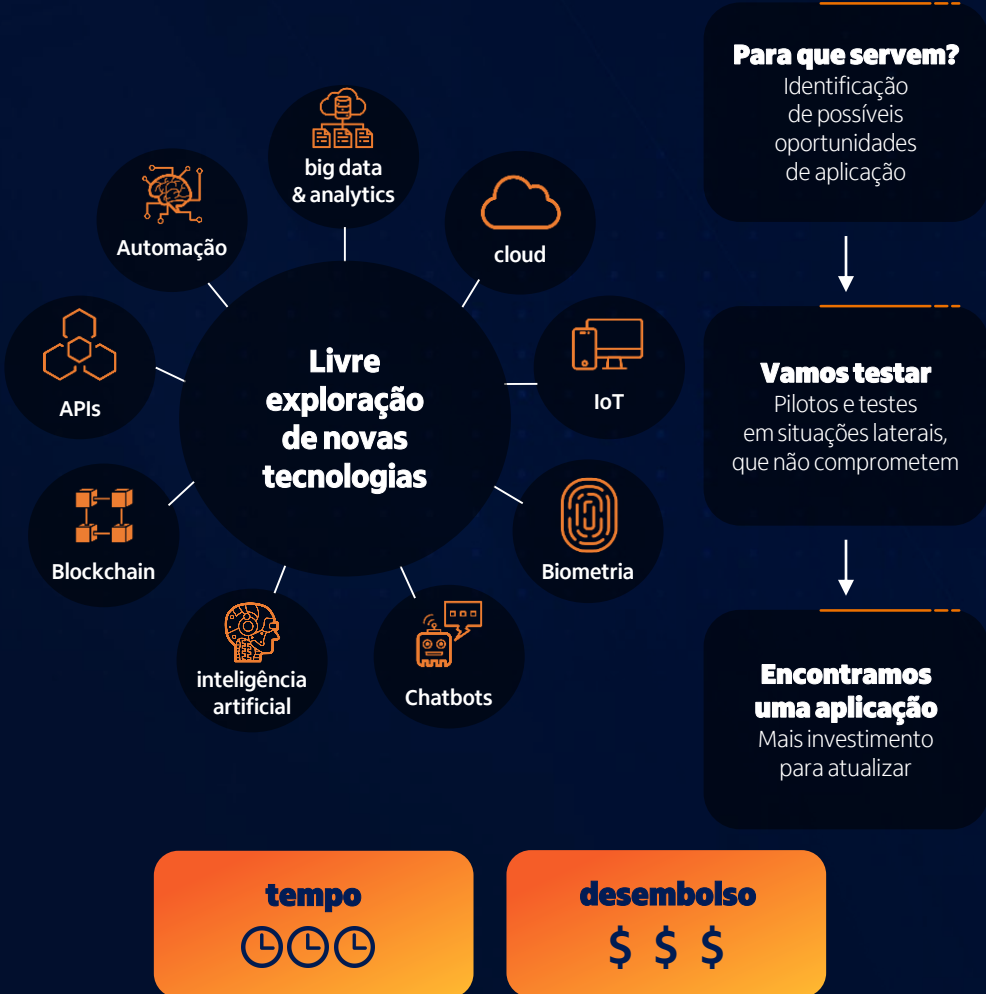 big data
& analytics
cloud
IoT
Biometria
Chatbots
inteligência
artificial
Blockchain
APIs
Automação
Livre
exploração
de novas
tecnologias
Para que servem?
Identificação
de possíveis
oportunidades
de aplicação
Vamos testar
Pilotos e testes
em situações laterais,
que não comprometem
Encontramos
uma aplicação
Mais investimento
para atualizar
tempo
desembolso
$ $ $